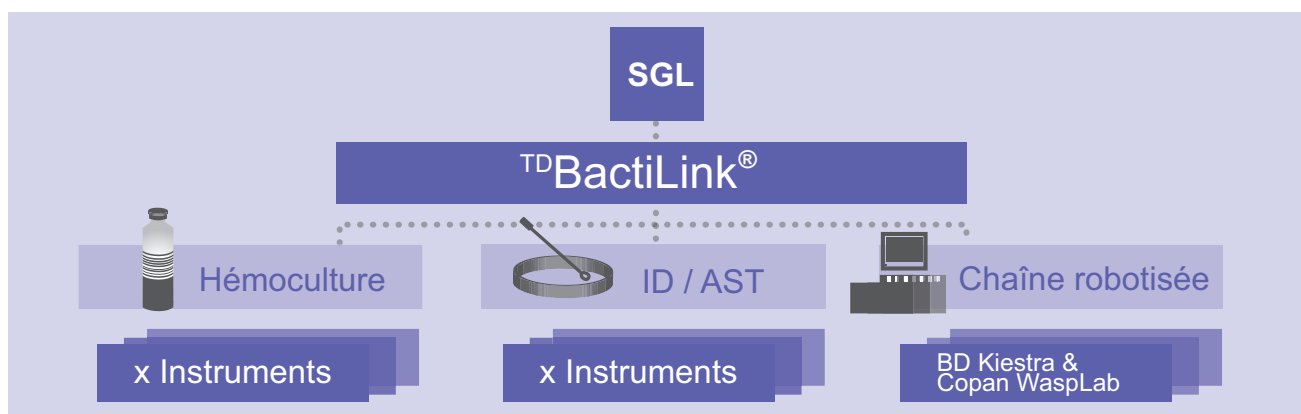 SGL
TDBactiLink®
Hémoculture
ID / AST
Chaîne robotisée
x Instruments
x Instruments
BD Kiestra &
Copan WaspLab